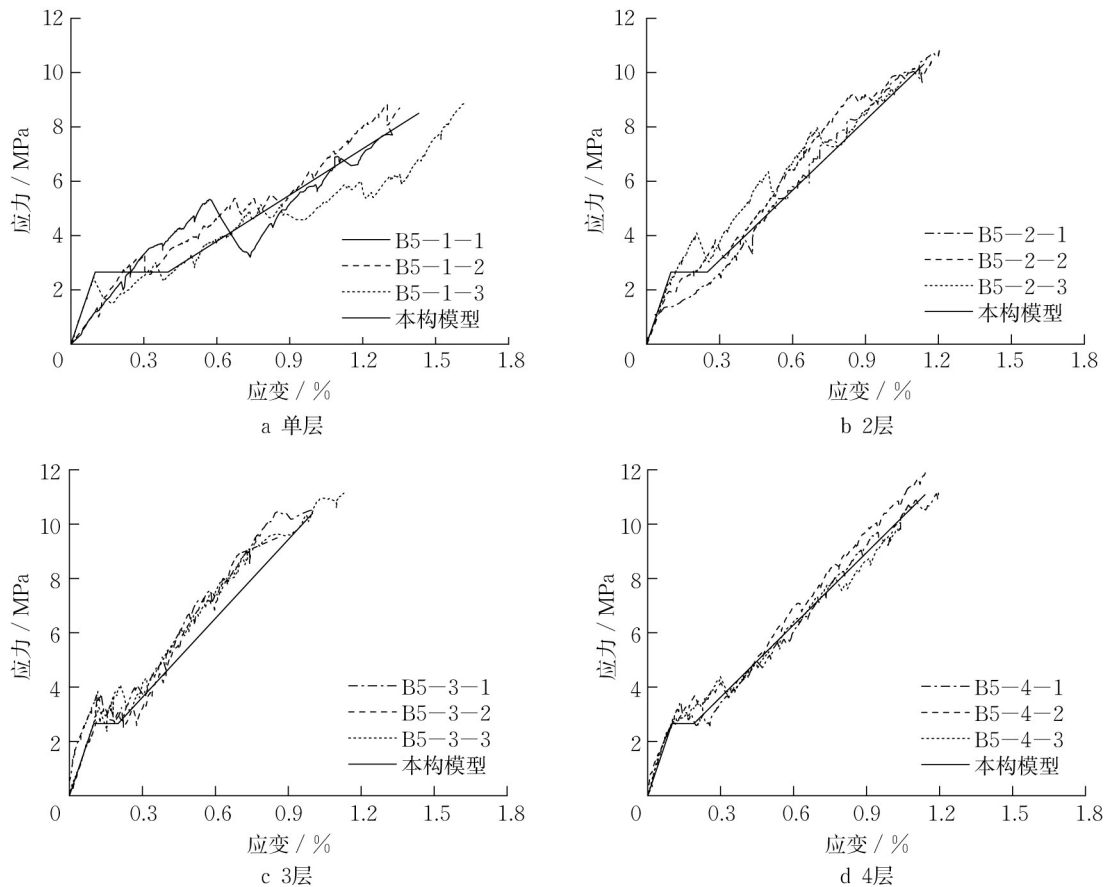 12
10
8
6
4
2
0
0.3
0.6
0.9
1.2
1.5
1.8
应力 / MPa
应变 / %
B5—1—1
B5—1—2
B5—1—3
本构模型
a 单层
12
10
8
6
4
2
0
0.3
0.6
0.9
1.2
1.5
1.8
应力 / MPa
应变 / %
B5—2—1
B5—2—2
B5—2—3
本构模型
b 2层
12
10
8
6
4
2
0
0.3
0.6
0.9
1.2
1.5
1.8
应力 / MPa
应变 / %
B5—3—1
B5—3—2
B5—3—3
本构模型
c 3层
12
10
8
6
4
2
0
0.3
0.6
0.9
1.2
1.5
1.8
应力 / MPa
应变 / %
B5—4—1
B5—4—2
B5—4—3
本构模型
d 4层